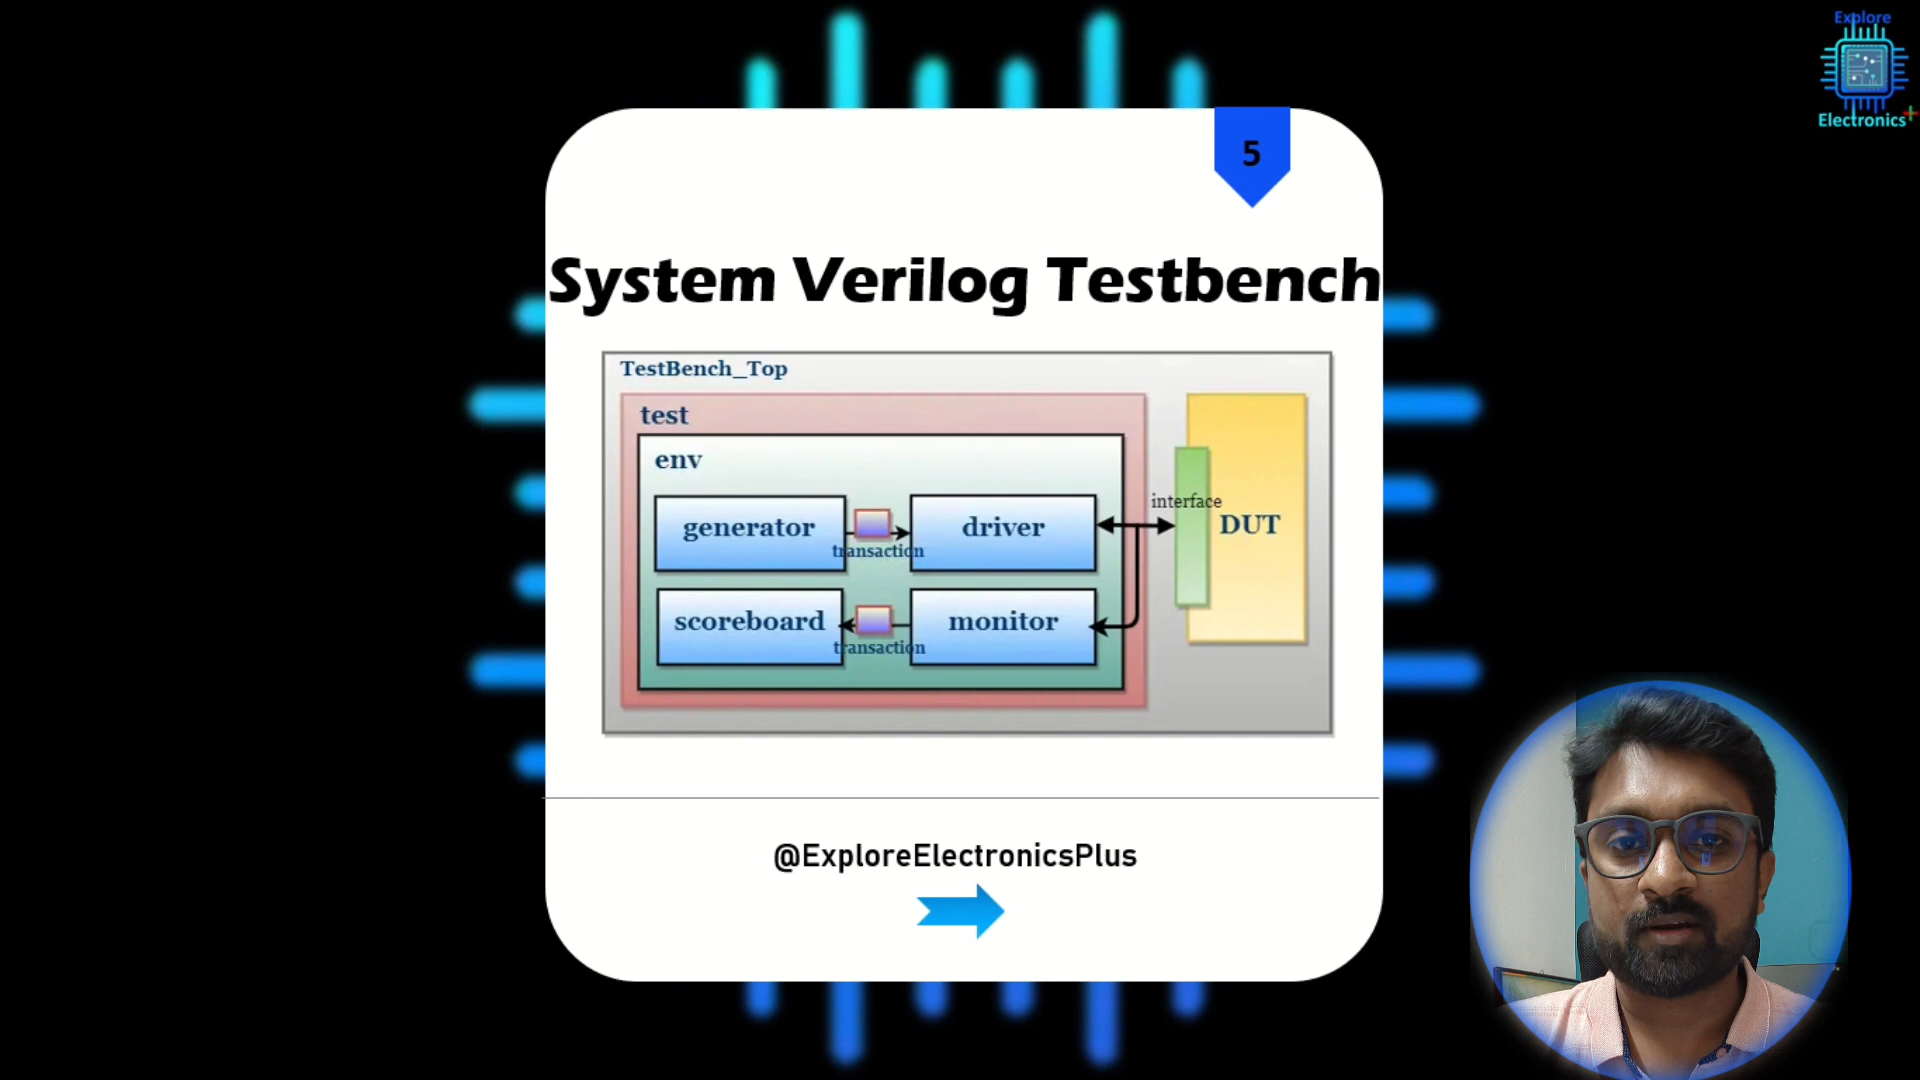 Explore
Electronics+
5
System Verilog Testbench
TestBench_Top
test
env
generator
transaction
driver
interface
DUT
scoreboard
transaction
monitor
@ExploreElectronicsPlus